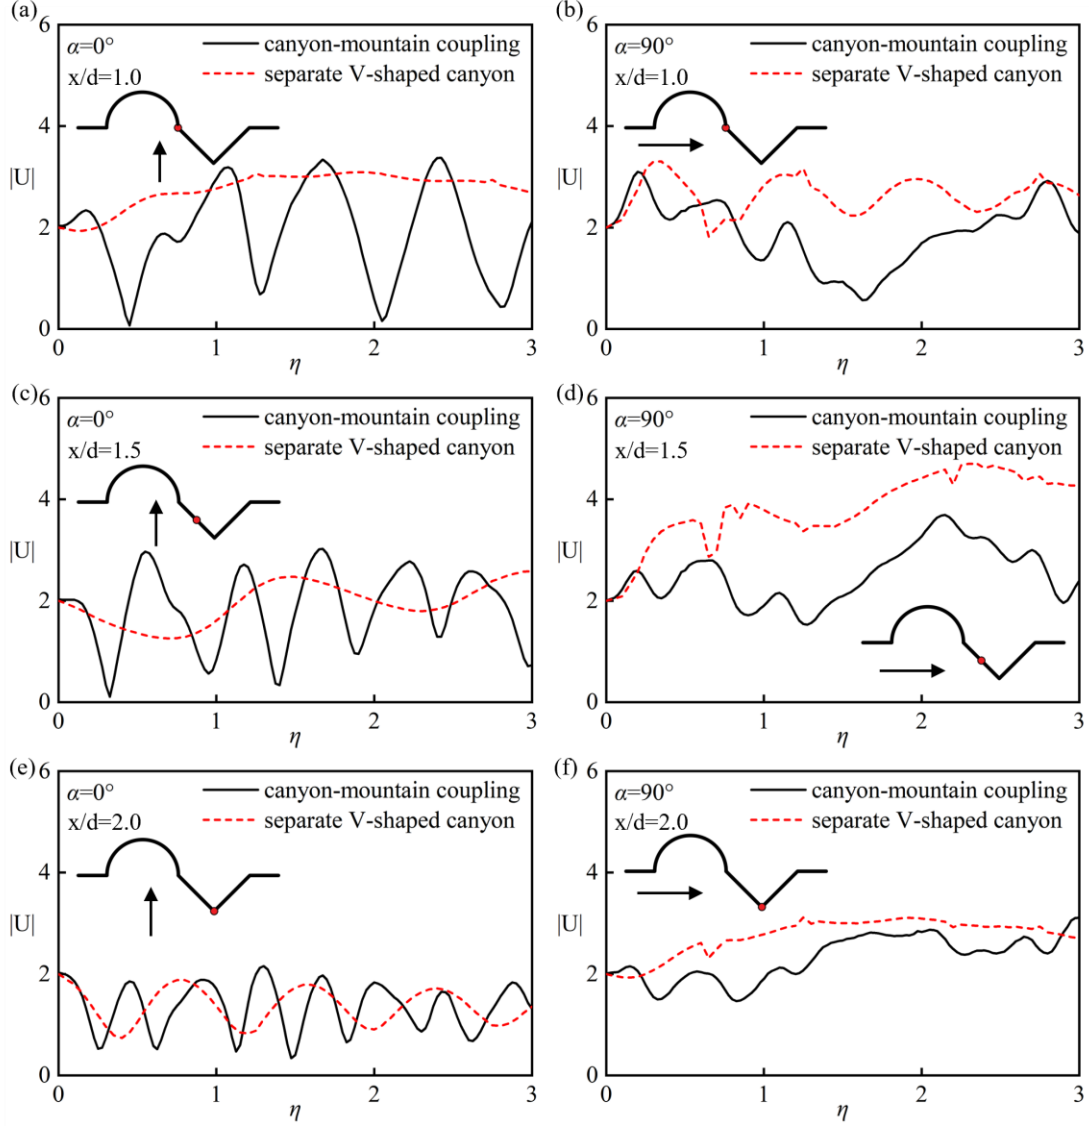 (a)
6
α=0°
x/d=1.0
canyon-mountain coupling
separate V-shaped canyon
4
|U|
2
0
0 1 2 3
η
(b)
6
α=90°
x/d=1.0
canyon-mountain coupling
separate V-shaped canyon
4
|U|
2
0
0 1 2 3
η
(c)
6
α=0°
x/d=1.5
canyon-mountain coupling
separate V-shaped canyon
4
|U|
2
0
0 1 2 3
η
(d)
6
α=90°
x/d=1.5
canyon-mountain coupling
separate V-shaped canyon
4
|U|
2
0
0 1 2 3
η
(e)
6
α=0°
x/d=2.0
canyon-mountain coupling
separate V-shaped canyon
4
|U|
2
0
0 1 2 3
η
(f)
6
α=90°
x/d=2.0
canyon-mountain coupling
separate V-shaped canyon
4
|U|
2
0
0 1 2 3
η